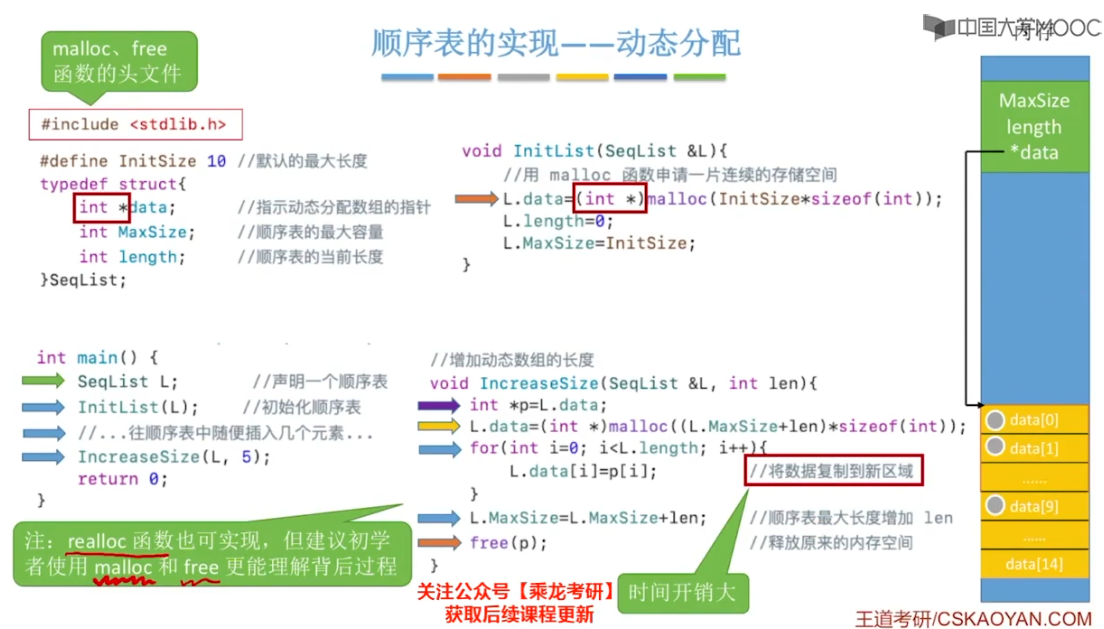 malloc、free
函数的头文件
顺序表的实现——动态分配
中国大学MOOC
内存
#include <stdlib.h>
#define InitSize 10 //默认的最大长度
typedef struct{
int *data; //指示动态分配数组的指针
int MaxSize; //顺序表的最大容量
int length; //顺序表的当前长度
}SeqList;
void InitList(SeqList &L){
//用 malloc 函数申请一片连续的存储空间
L.data=(int *)malloc(InitSize*sizeof(int));
L.length=0;
L.MaxSize=InitSize;
}
MaxSize
length
*data
int main() {
SeqList L; //声明一个顺序表
InitList(L); //初始化顺序表
//...往顺序表中随便插入几个元素...
IncreaseSize(L, 5);
return 0;
}
//增加动态数组的长度
void IncreaseSize(SeqList &L, int len){
int *p=L.data;
L.data=(int *)malloc((L.MaxSize+len)*sizeof(int));
for(int i=0; i<L.length; i++){
L.data[i]=p[i]; //将数据复制到新区域
}
L.MaxSize=L.MaxSize+len; //顺序表最大长度增加 len
free(p); //释放原来的内存空间
}
data[0]
data[1]
......
data[9]
......
data[14]
注：realloc 函数也可实现，但建议初学
者使用 malloc 和 free 更能理解背后过程
时间开销大
关注公众号【乘龙考研】
获取后续课程更新
王道考研/CSKAOYAN.COM